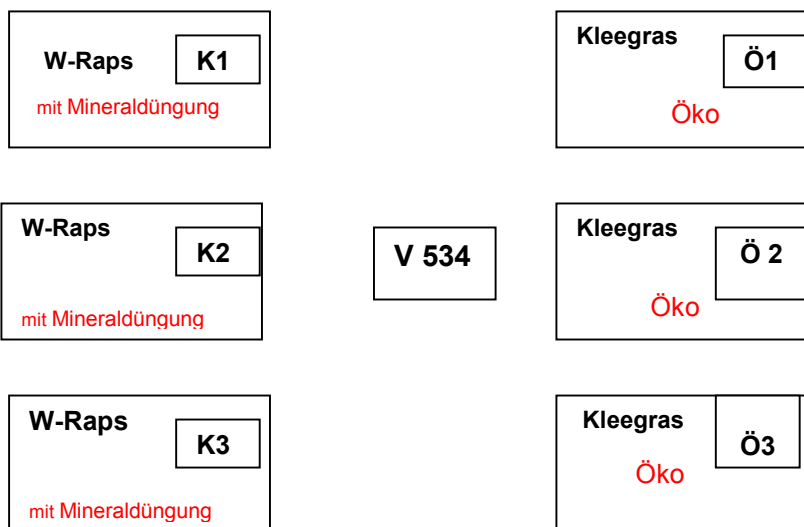 W-Raps K1
mit Mineraldüngung
Kleegras
Ö1
Öko
W-Raps
K2
mit Mineraldüngung
V 534
Kleegras
Ö 2
Öko
W-Raps
K3
mit Mineraldüngung
Kleegras
Ö3
Öko